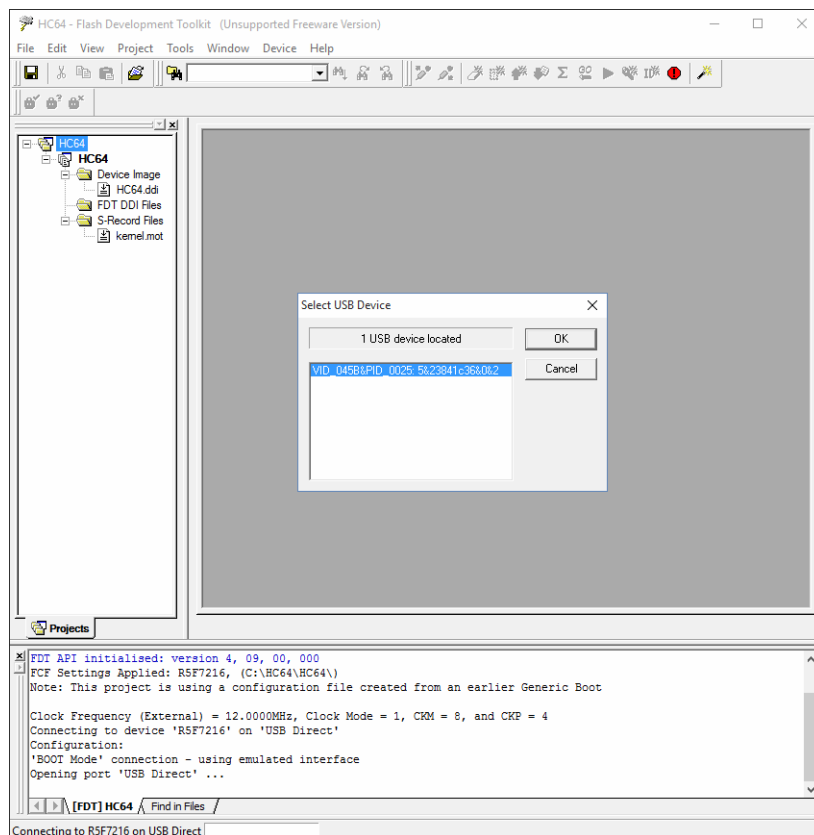 HC64 - Flash Development Toolkit (Unsupported Freeware Version)
File Edit View Project Tools Window Device Help
HC64
HC64
Device Image
HC64.ddi
FDT DDI Files
S-Record Files
kernel.mot
Projects
Select USB Device
1 USB device located
OK
VID_045B&PID_0025: 5&23841c36&0&2
Cancel
FDT API initialised: version 4, 09, 00, 000
FCF Settings Applied: R5F7216, (C:\HC64\HC64\)
Note: This project is using a configuration file created from an earlier Generic Boot
Clock Frequency (External) = 12.0000MHz, Clock Mode = 1, CKM = 8, and CKP = 4
Connecting to device 'R5F7216' on 'USB Direct'
Configuration:
'BOOT Mode' connection - using emulated interface
Opening port 'USB Direct' ...
[FDT] HC64 Find in Files
Connecting to R5F7216 on USB Direct